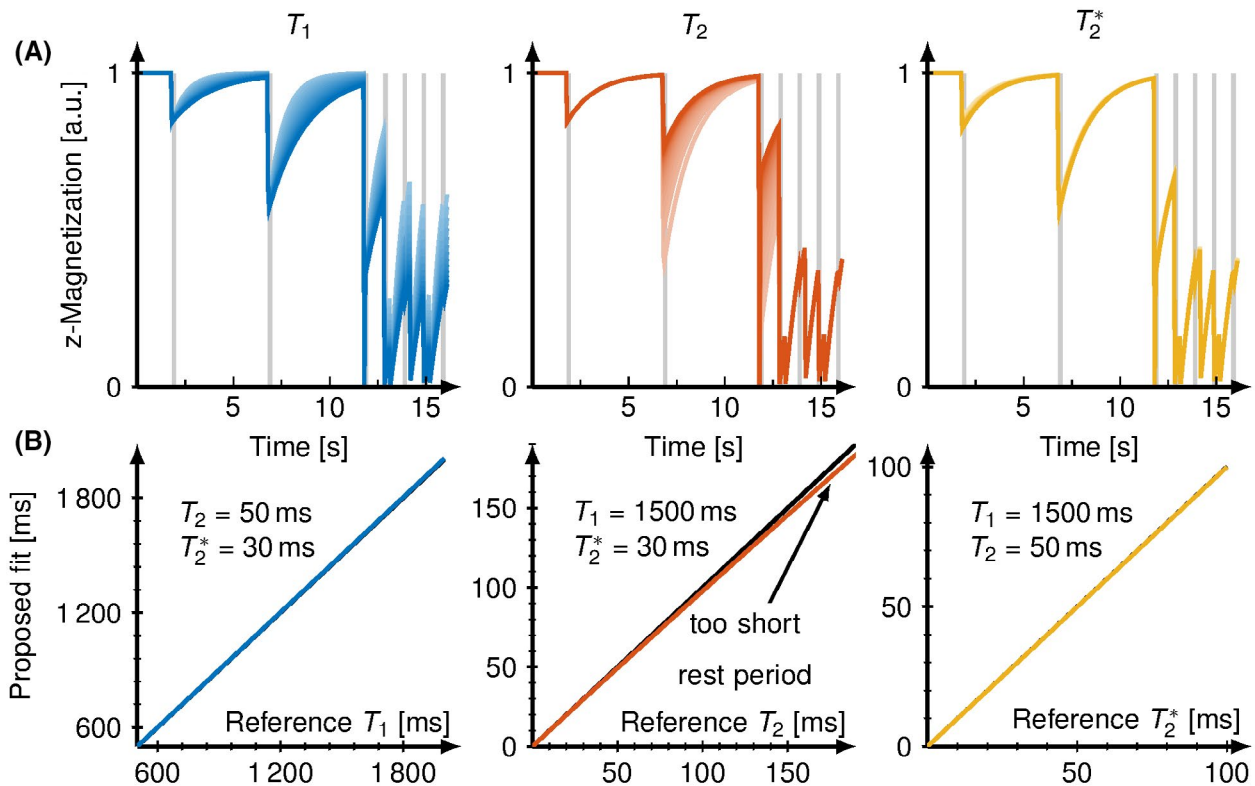 (A)
T₁
T₂
T₂*
z-Magnetization [a.u.]
1
0
5
10
15
Time [s]
1
0
5
10
15
Time [s]
1
0
5
10
15
Time [s]
(B)
Proposed fit [ms]
1 800
1 200
600
T₂ = 50 ms
T₂* = 30 ms
Reference T₁ [ms]
600
1 200
1 800
150
100
50
0
T₁ = 1500 ms
T₂* = 30 ms
too short
rest period
Reference T₂ [ms]
50
100
150
100
50
0
T₁ = 1500 ms
T₂ = 50 ms
Reference T₂* [ms]
50
100